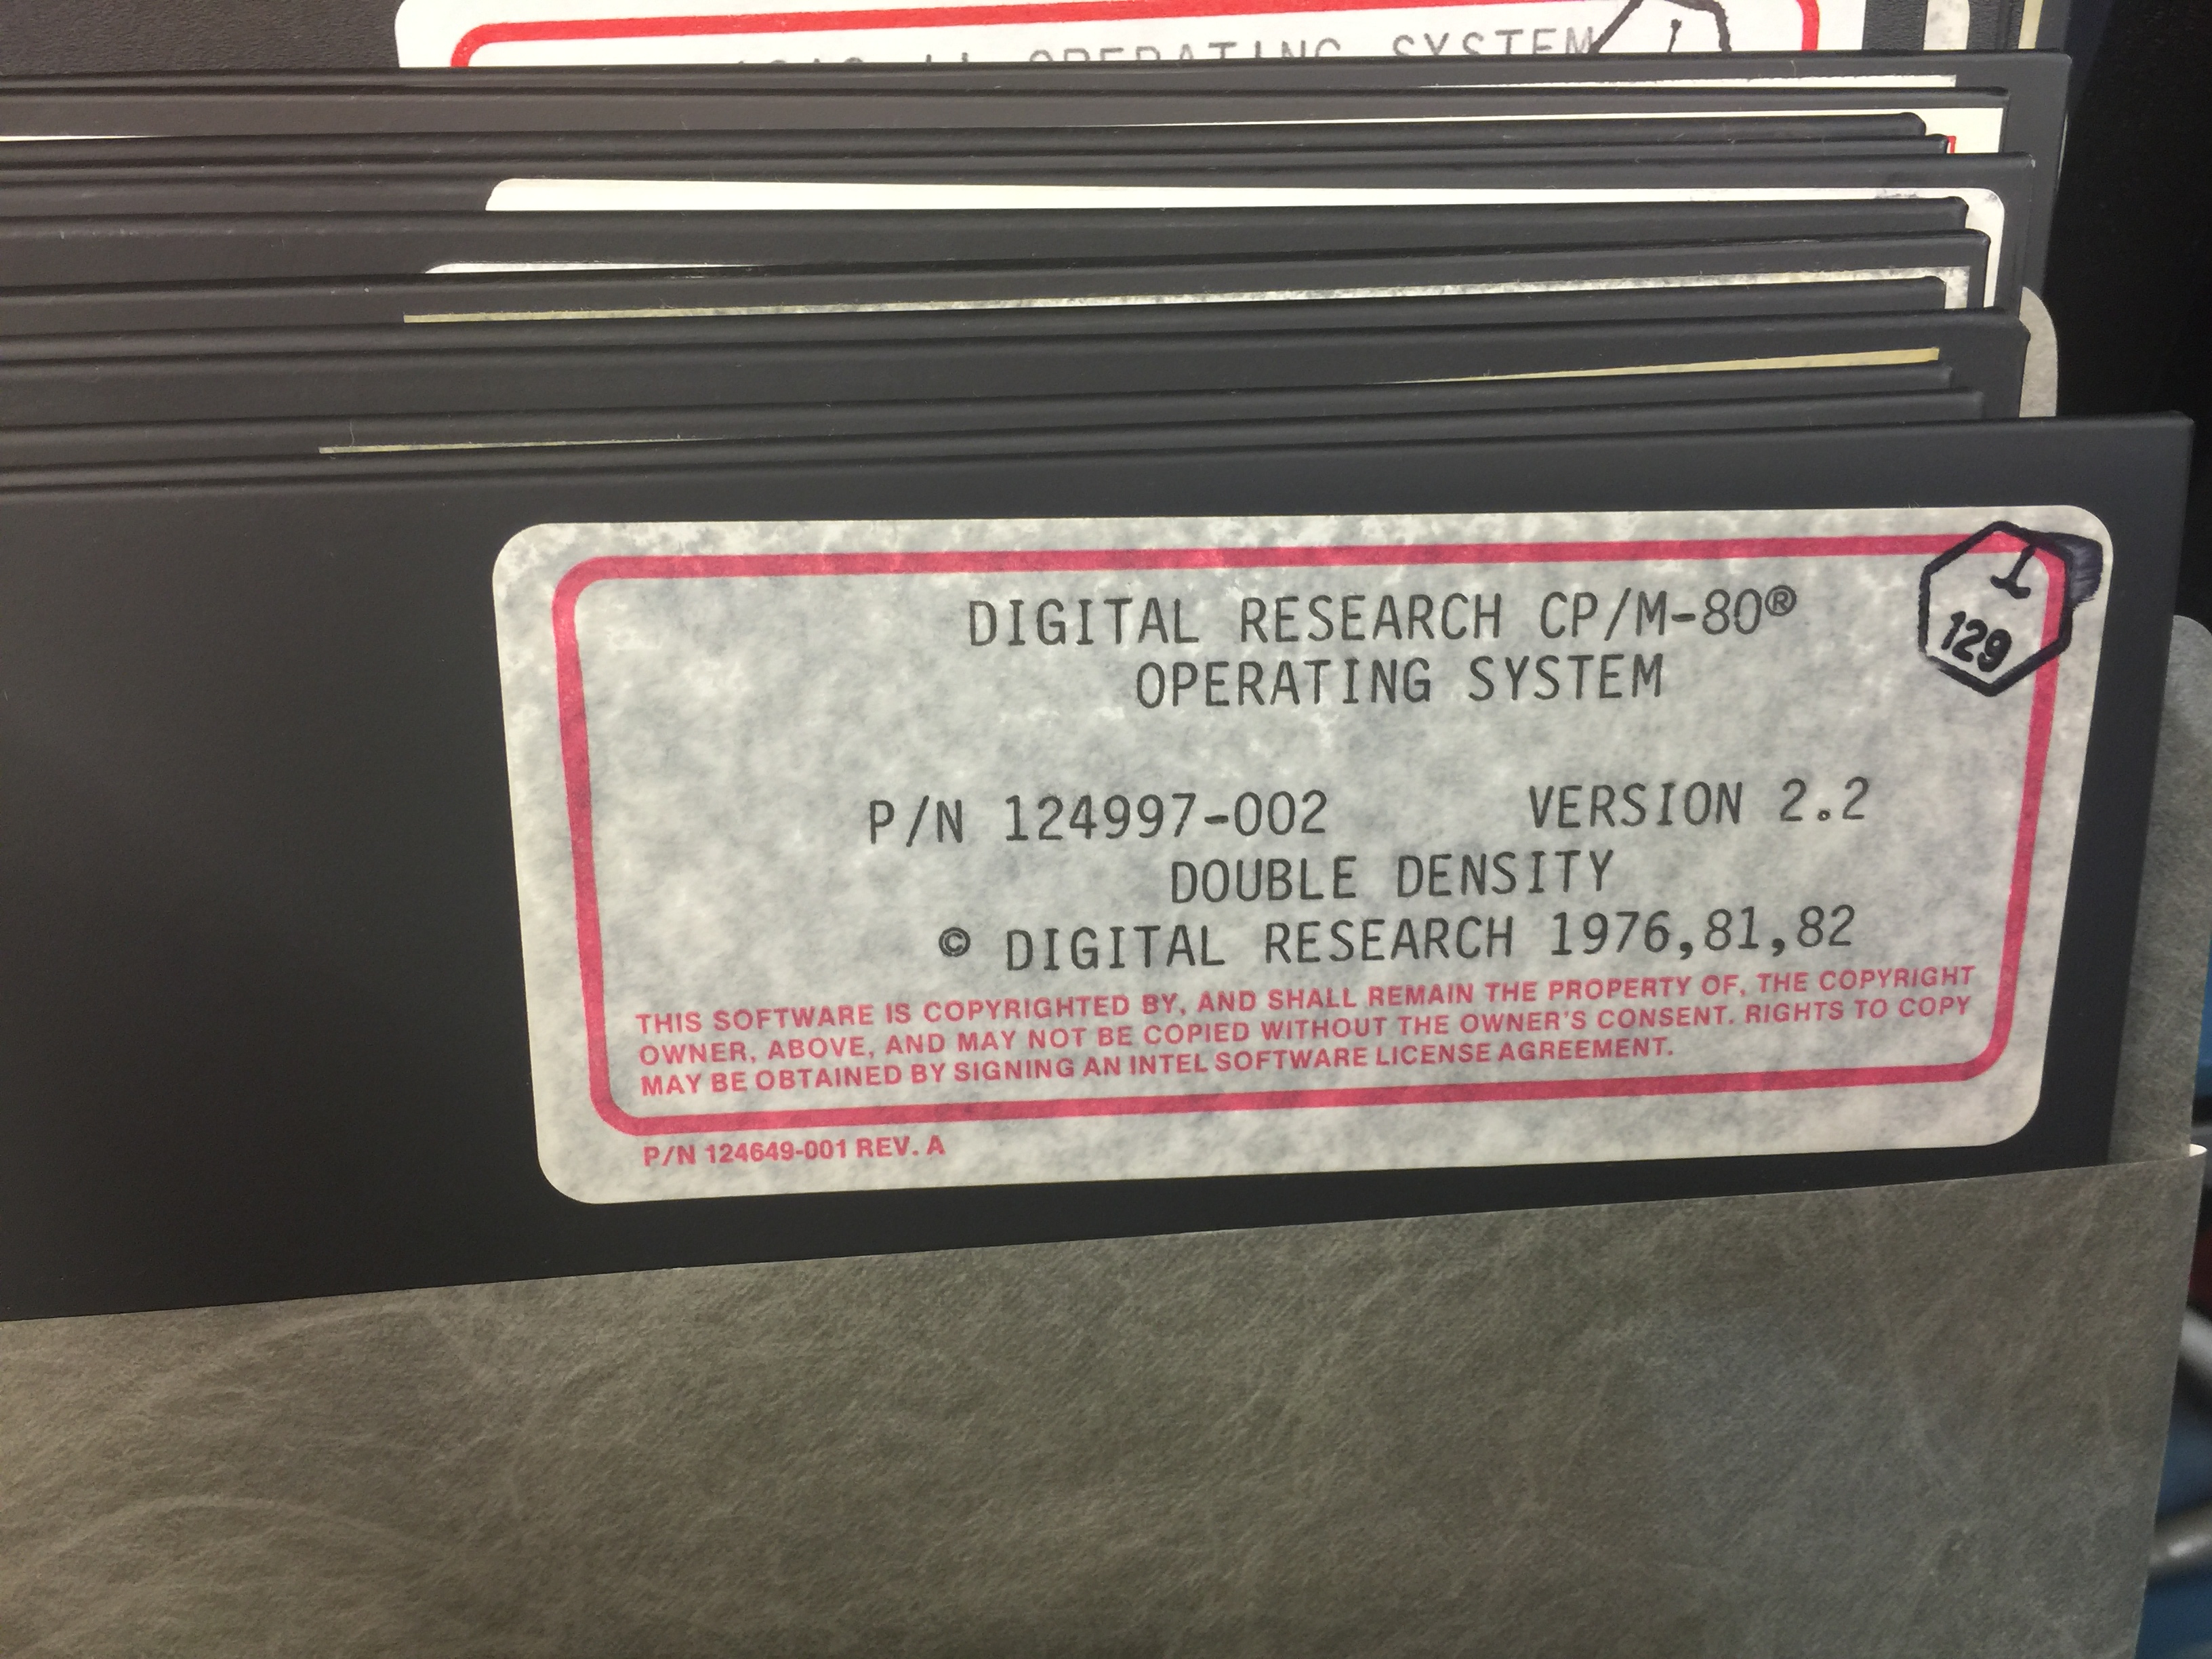 OPERATING SYSTEM
1
DIGITAL RESEARCH CP/M-80®
OPERATING SYSTEM
1
129
P/N 124997-002 VERSION 2.2
DOUBLE DENSITY
© DIGITAL RESEARCH 1976,81,82
THIS SOFTWARE IS COPYRIGHTED BY, AND SHALL REMAIN THE PROPERTY OF, THE COPYRIGHT
OWNER, ABOVE, AND MAY NOT BE COPIED WITHOUT THE OWNER'S CONSENT. RIGHTS TO COPY
MAY BE OBTAINED BY SIGNING AN INTEL SOFTWARE LICENSE AGREEMENT.
P/N 124649-001 REV. A